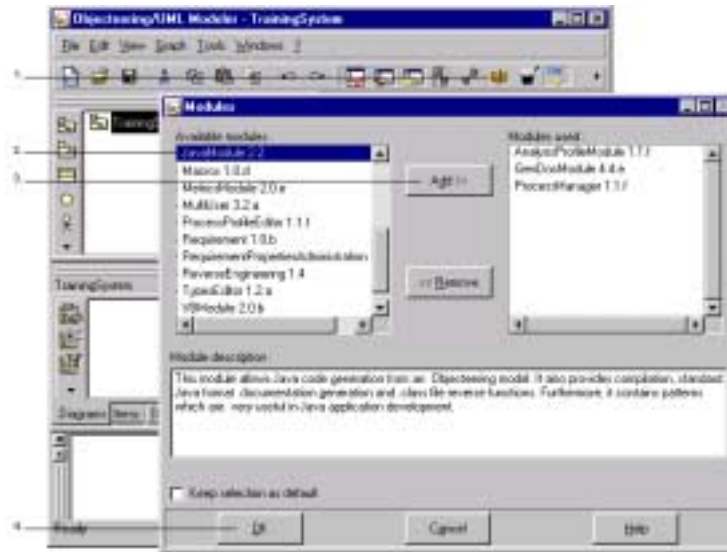 Objecteering/UML Modeler - TrainingSystem
File Edit View Graph Tools Windows ?
1
Modules
Available modules
Modules used
2
JavaModule 2.2
Macros 1.0.d
MetricsModule 2.0.e
MultiUser 3.2.a
ProcessProfileEditor 1.1.f
Requirement 1.0.b
RequirementPropertiesAdministration
ReverseEngineering 1.4
TypesEditor 1.2.a
VBModule 2.0.b
3
Add >>
<< Remove
AnalysisProfileModule 1.1.f
GenDocModule 4.4.e
ProcessManager 1.1.f
TrainingSystem
Diagrams Items
Module description
This module allows Java code generation from an Objecteering model. It also provides compilation, standard
Java format documentation generation and class file reverse functions. Furthermore, it contains patterns
which are very useful in Java application development.
Keep selection as default
4
OK
Cancel
Help
Ready